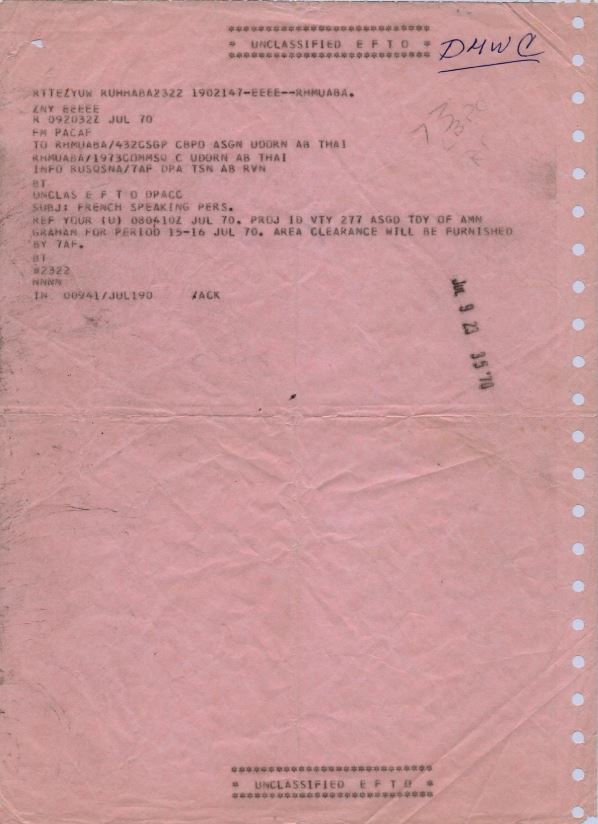 *********************
* UNCLASSIFIED E F T O *
*********************
DMWC
RTTEZYUW RUHHABA2322 1902147-EEEE--RHMUABA.
ZNY EEEEE
R 092032Z JUL 70
FM PACAF
TO RHMUABA/432CSGP CBPD ASGN UDORN AB THAI
RHMUABA/1973COMMSQ C UDORN AB THAI
INFO RUSQSNA/7AF DPA TSN AB RVN
BT
UNCLAS E F T O DPACC
SUBJ: FRENCH SPEAKING PERS.
REF YOUR (U) 080410Z JUL 70. PROJ ID VTY 277 ASGD TDY OF AMN
GRAHAM FOR PERIOD 15-16 JUL 70. AREA CLEARANCE WILL BE FURNISHED
BY 7AF.
BT
#2322
NNNN
IN 00941/JUL190 /ACK
JUL 9 23 35 '70
*********************
* UNCLASSIFIED E F T O *
*********************